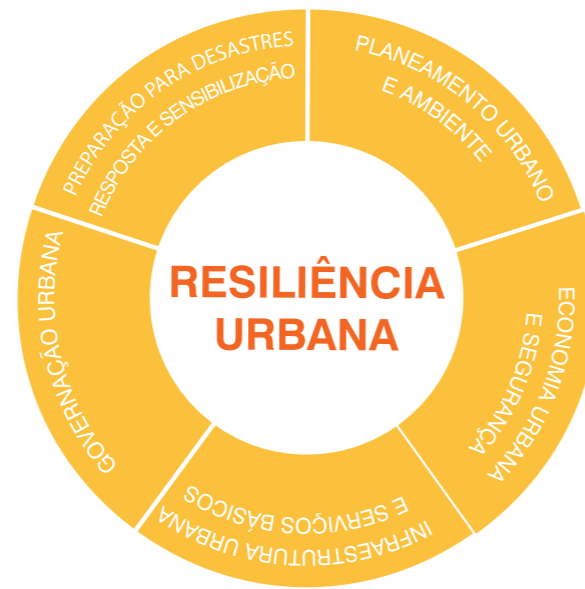 RESILIÊNCIA
URBANA
PLANEAMENTO URBANO
E AMBIENTE
ECONOMIA URBANA
E SEGURANÇA
INFRAESTRUTURA URBANA
E SERVIÇOS BÁSICOS
GOVERNAÇÃO URBANA
PREPARAÇÃO PARA DESASTRES
RESPOSTA E SENSIBILIZAÇÃO